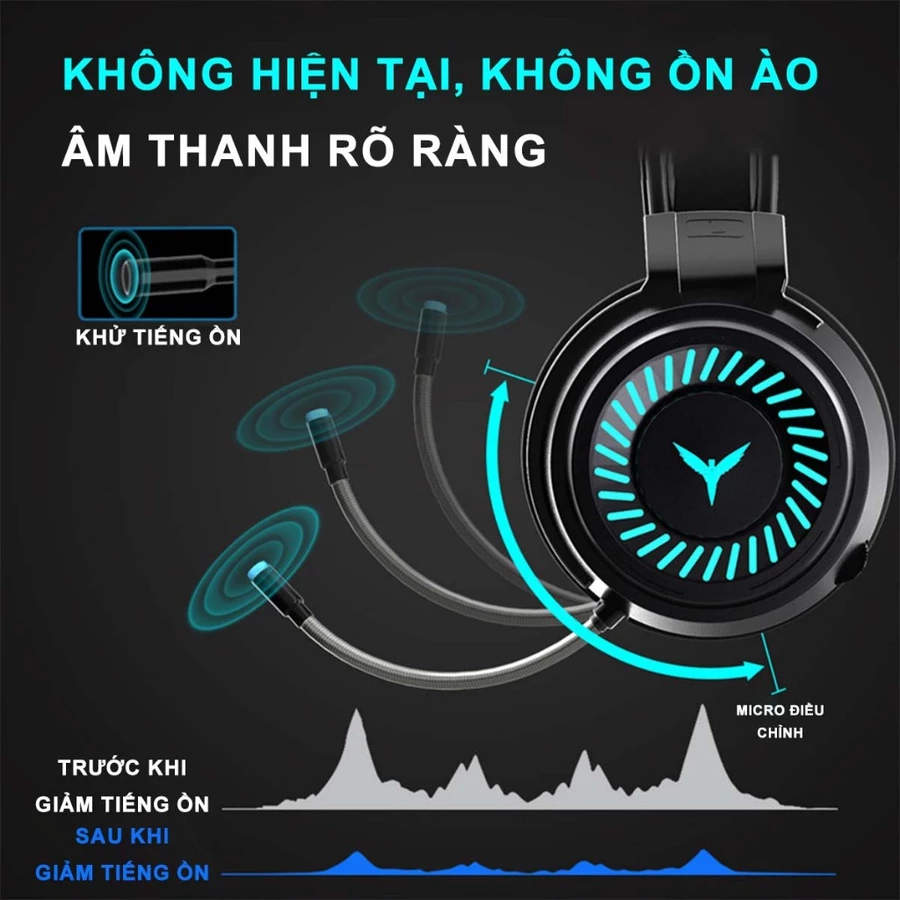 KHÔNG HIỆN TẠI, KHÔNG ỒN ÀO
ÂM THANH RÕ RÀNG
KHỬ TIẾNG ỒN
MICRO ĐIỀU
CHỈNH
TRƯỚC KHI
GIẢM TIẾNG ỒN
SAU KHI
GIẢM TIẾNG ỒN